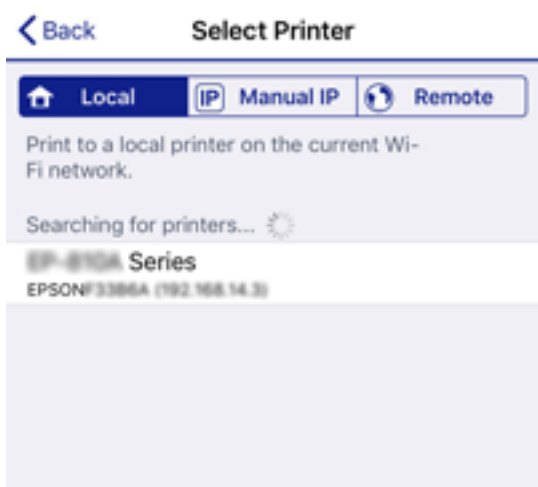 Back Select Printer
Local IP Manual IP Remote
Print to a local printer on the current Wi-
Fi network.
Searching for printers...
Series
EPSON